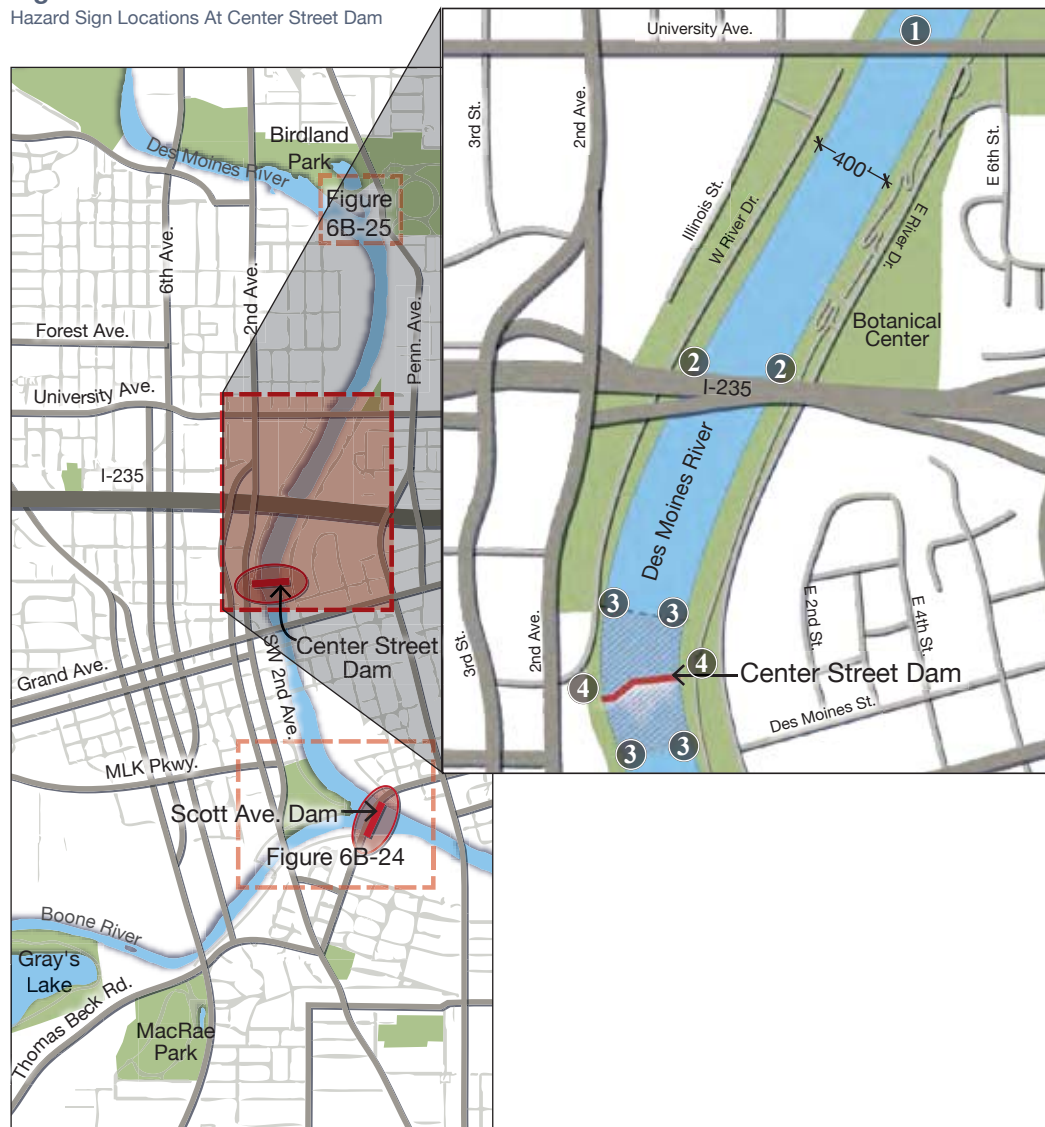 Hazard Sign Locations At Center Street Dam
Birdland
Park
Des Moines River
Figure
6B-25
6th Ave.
2nd Ave.
Penn. Ave.
Forest Ave.
University Ave.
I-235
Center Street
Dam
Grand Ave.
SW 2nd Ave.
MLK Pkwy.
Scott Ave. Dam
Figure 6B-24
Boone River
Gray's
Lake
Thomas Beck Rd.
MacRae
Park
University Ave.
1
3rd St.
2nd Ave.
E 6th St.
400'
Illinois St.
W River Dr.
E River Dr.
Botanical
Center
2
2
I-235
Des Moines River
3
3
E 2nd St.
E 4th St.
3rd St.
2nd Ave.
4
4
Center Street Dam
Des Moines St.
3
3